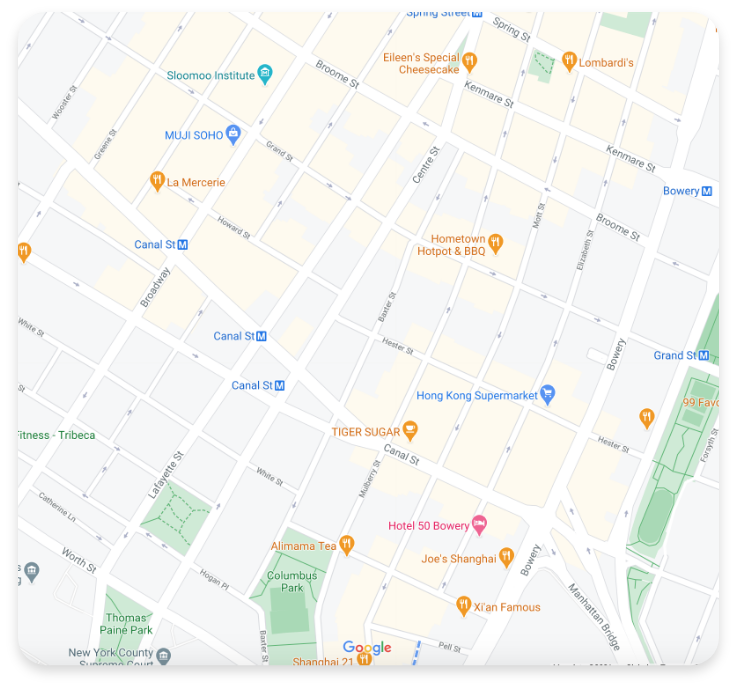 Spring Street M
Spring St
Eileen's Special
Cheesecake
Lombardi's
Sloomoo Institute
Broome St
Kenmare St
Wooster St
MUJI SOHO
Greene St
Grand St
Centre St
Kenmare St
La Mercerie
Bowery M
Howard St
Mott St
Broome St
Canal St M
Hometown
Hotpot & BBQ
Elizabeth St
Broadway
Baxter St
White St
Canal St M
Hester St
Bowery
Grand St M
Canal St M
Hong Kong Supermarket
99 Favo
St
Fitness - Tribeca
TIGER SUGAR
Hester St
Forsyth St
Canal St
Lafayette St
White St
Mulberry St
Catherine Ln
Hotel 50 Bowery
Alimama Tea
Bowery
Joe's Shanghai
Worth St
Hogan Pl
Columbus
Park
Manhattan Bridge
Xi'an Famous
Thomas
Paine Park
Baxter St
Google
Pell St
New York County
Supreme Court
Shanghai 21